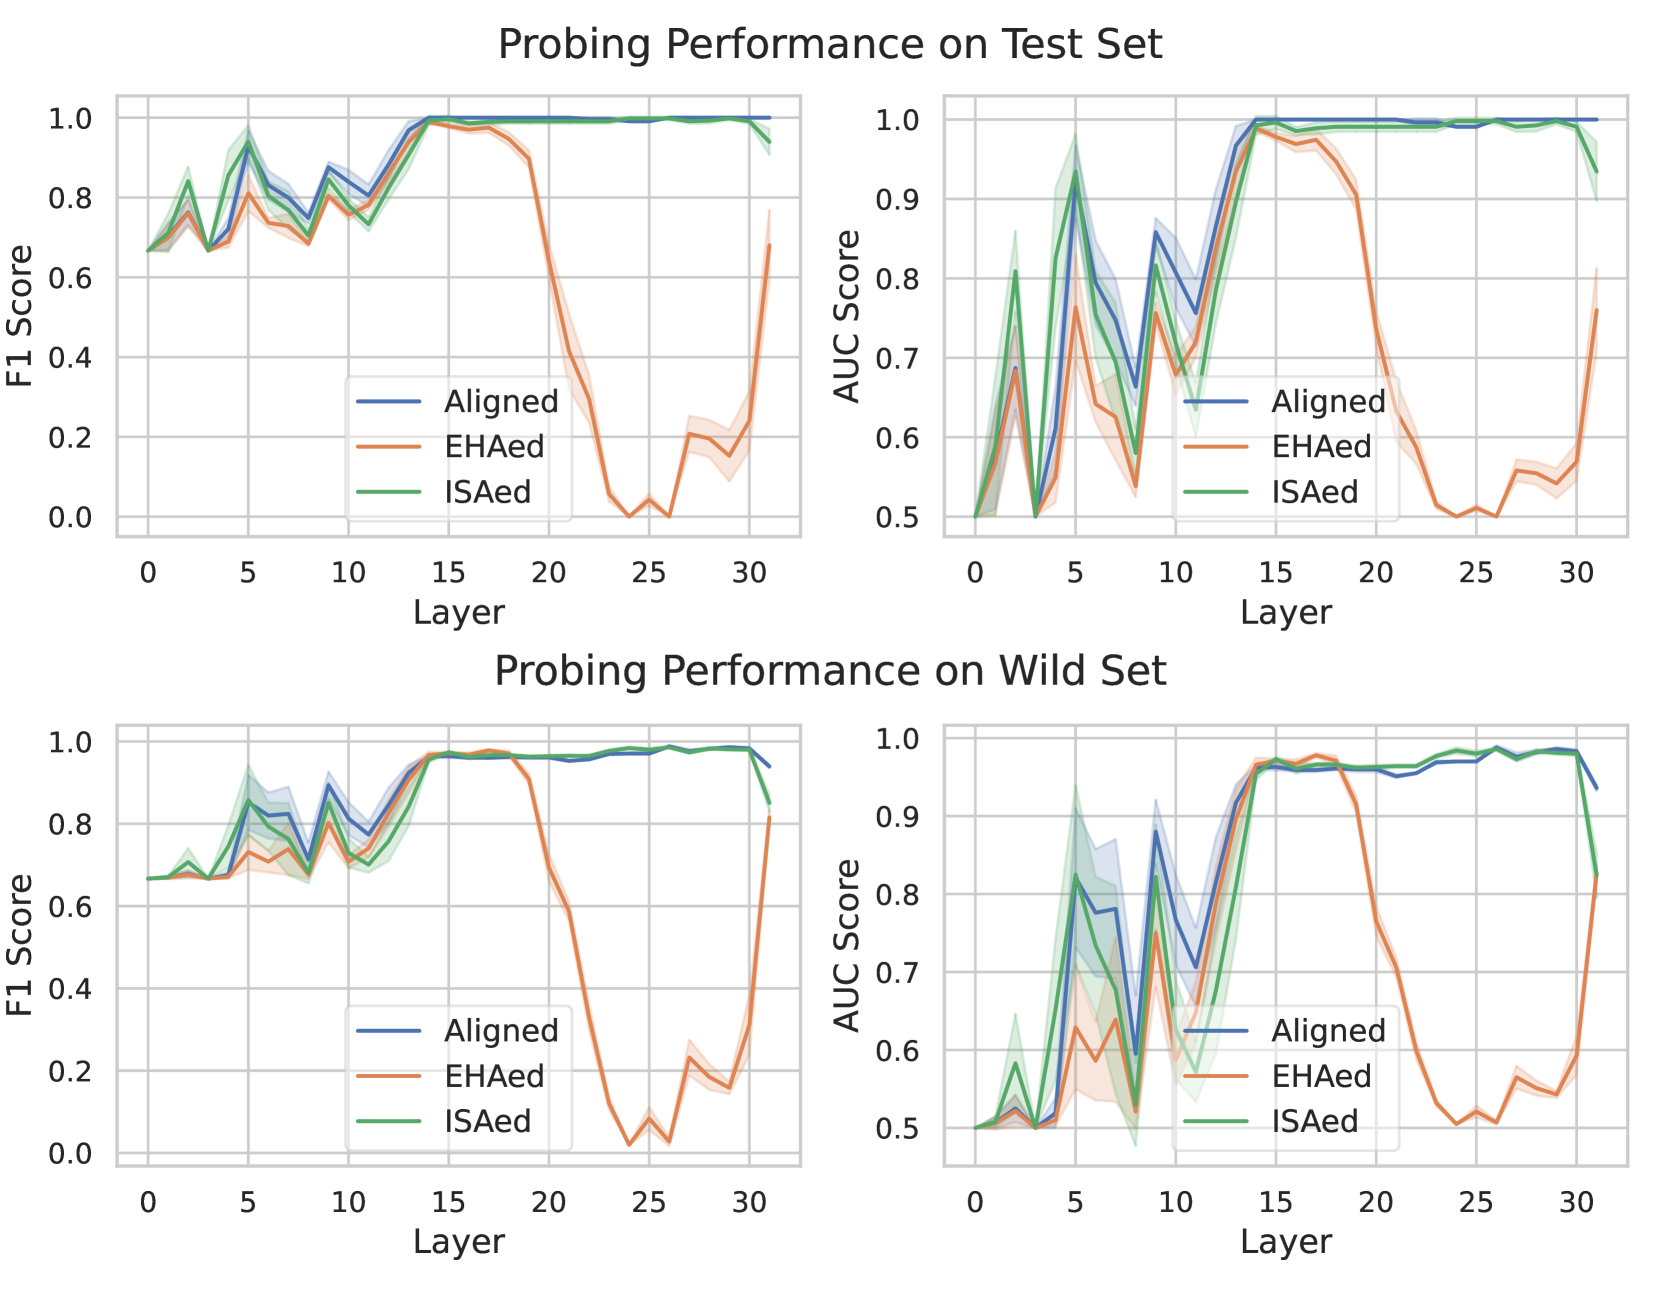 Probing Performance on Test Set
F1 Score
1.0
0.8
0.6
0.4
0.2
0.0
Aligned
EHAed
ISAed
0 5 10 15 20 25 30
Layer
AUC Score
1.0
0.9
0.8
0.7
0.6
0.5
Aligned
EHAed
ISAed
0 5 10 15 20 25 30
Layer
Probing Performance on Wild Set
F1 Score
1.0
0.8
0.6
0.4
0.2
0.0
Aligned
EHAed
ISAed
0 5 10 15 20 25 30
Layer
AUC Score
1.0
0.9
0.8
0.7
0.6
0.5
Aligned
EHAed
ISAed
0 5 10 15 20 25 30
Layer